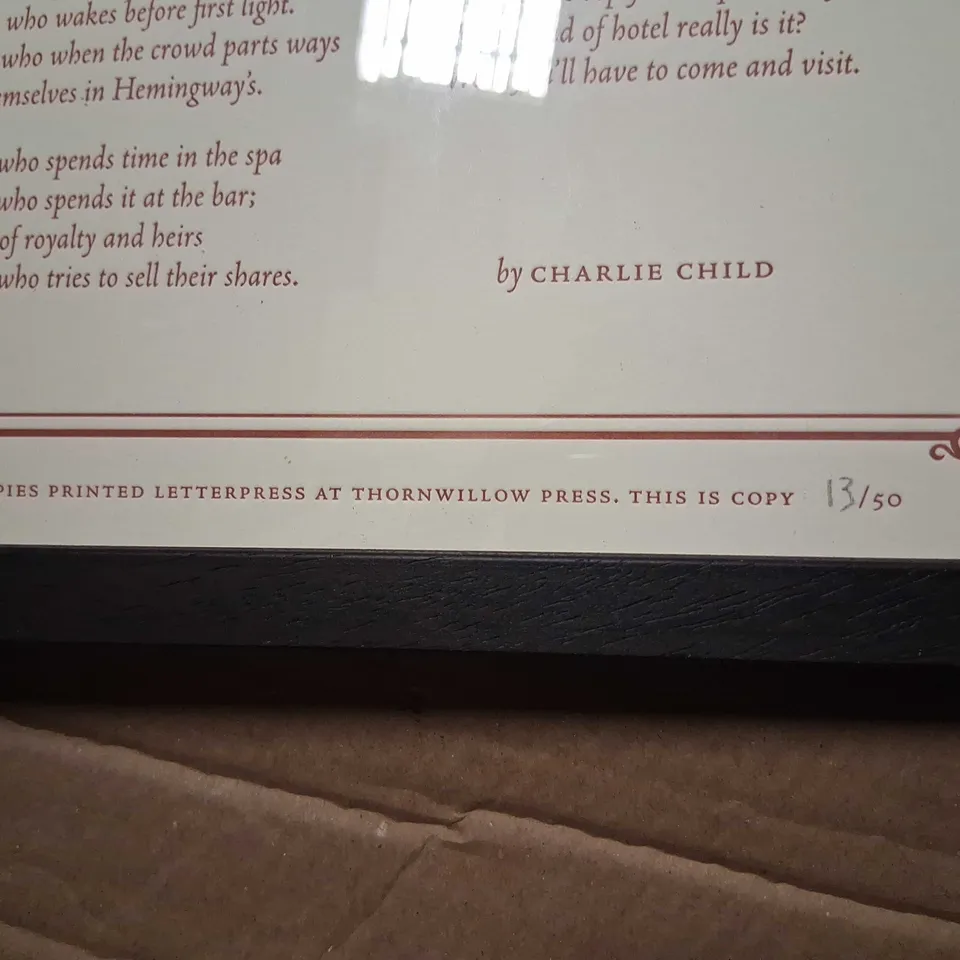 who wakes before first light.
who when the crowd parts ways
emselves in Hemingway's.
who spends time in the spa
who spends it at the bar;
of royalty and heirs
who tries to sell their shares.
of hotel really is it?
'll have to come and visit.
by CHARLIE CHILD
PIES PRINTED LETTERPRESS AT THORNWILLOW PRESS. THIS IS COPY 13/50